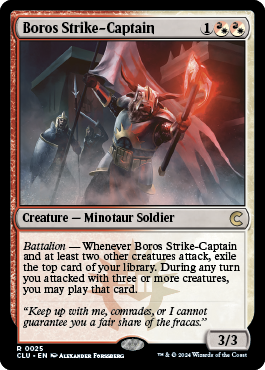 Boros Strike-Captain 1
Creature — Minotaur Soldier
Battalion — Whenever Boros Strike-Captain
and at least two other creatures attack, exile
the top card of your library. During any turn
you attacked with three or more creatures,
you may play that card.
“Keep up with me, comrades, or I cannot
guarantee you a fair share of the fracas.”
3/3
R 0025
CLU • EN Alexander Forssberg ™ & © 2024 Wizards of the Coast